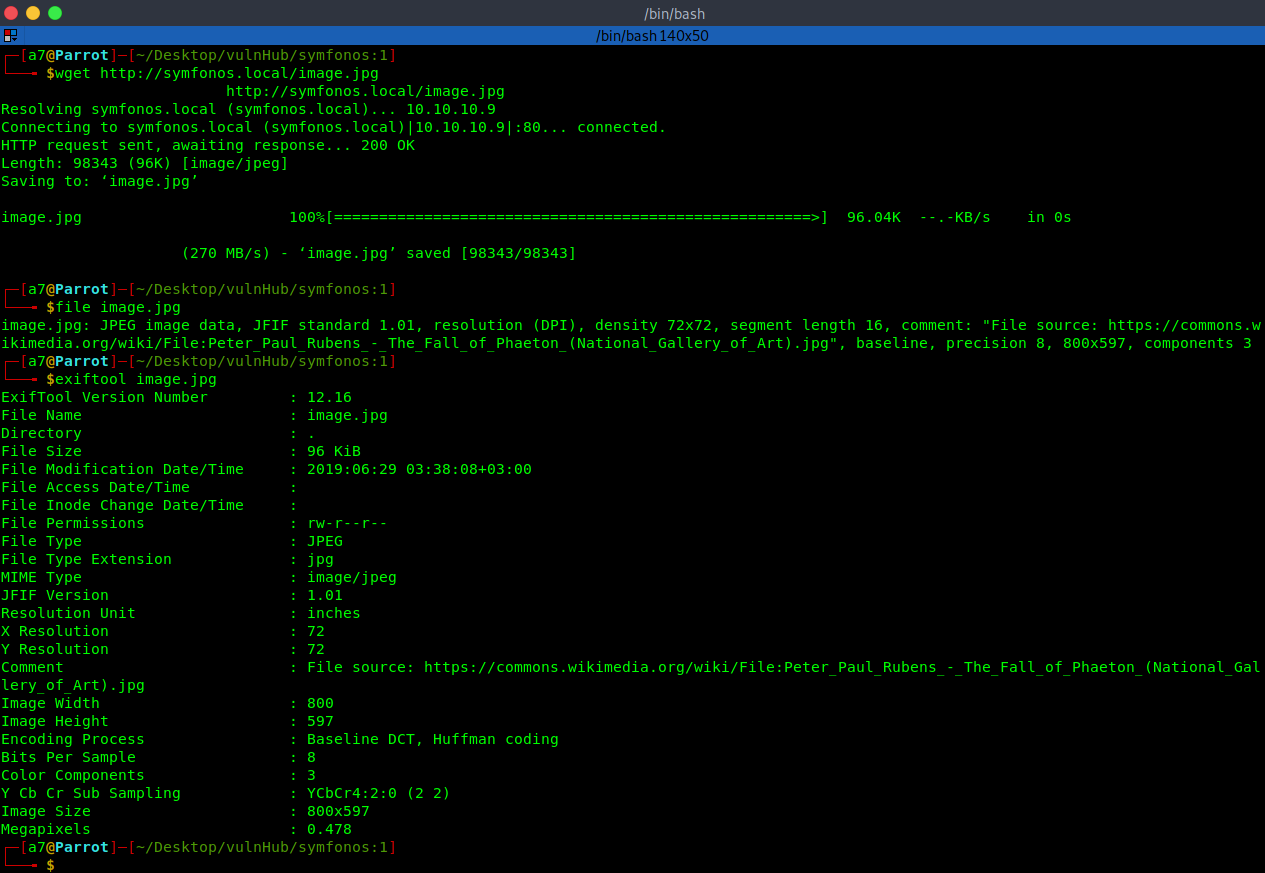 /bin/bash
/bin/bash 140x50
┌─[a7@Parrot]─[~/Desktop/vulnHub/symfonos:1]
└──╼ $wget http://symfonos.local/image.jpg
http://symfonos.local/image.jpg
Resolving symfonos.local (symfonos.local)... 10.10.10.9
Connecting to symfonos.local (symfonos.local)|10.10.10.9|:80... connected.
HTTP request sent, awaiting response... 200 OK
Length: 98343 (96K) [image/jpeg]
Saving to: ‘image.jpg’
image.jpg                       100%[=====================================================>]  96.04K  --.-KB/s    in 0s
(270 MB/s) - ‘image.jpg’ saved [98343/98343]
┌─[a7@Parrot]─[~/Desktop/vulnHub/symfonos:1]
└──╼ $file image.jpg
image.jpg: JPEG image data, JFIF standard 1.01, resolution (DPI), density 72x72, segment length 16, comment: "File source: https://commons.w
ikimedia.org/wiki/File:Peter_Paul_Rubens_-_The_Fall_of_Phaeton_(National_Gallery_of_Art).jpg", baseline, precision 8, 800x597, components 3
┌─[a7@Parrot]─[~/Desktop/vulnHub/symfonos:1]
└──╼ $exiftool image.jpg
ExifTool Version Number         : 12.16
File Name                       : image.jpg
Directory                       : .
File Size                       : 96 KiB
File Modification Date/Time     : 2019:06:29 03:38:08+03:00
File Access Date/Time           :
File Inode Change Date/Time     :
File Permissions                : rw-r--r--
File Type                       : JPEG
File Type Extension             : jpg
MIME Type                       : image/jpeg
JFIF Version                    : 1.01
Resolution Unit                 : inches
X Resolution                    : 72
Y Resolution                    : 72
Comment                         : File source: https://commons.wikimedia.org/wiki/File:Peter_Paul_Rubens_-_The_Fall_of_Phaeton_(National_Gal
lery_of_Art).jpg
Image Width                     : 800
Image Height                    : 597
Encoding Process                : Baseline DCT, Huffman coding
Bits Per Sample                 : 8
Color Components                : 3
Y Cb Cr Sub Sampling            : YCbCr4:2:0 (2 2)
Image Size                      : 800x597
Megapixels                      : 0.478
┌─[a7@Parrot]─[~/Desktop/vulnHub/symfonos:1]
└──╼ $